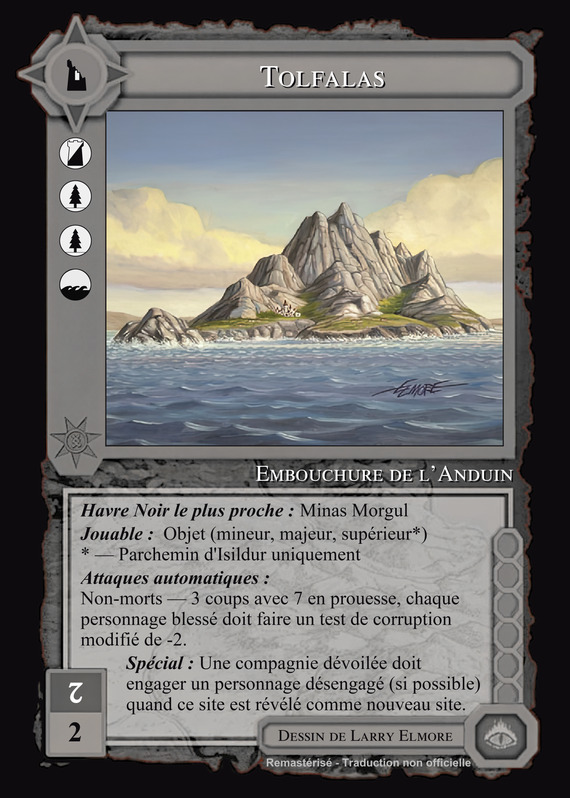 Tolfalas
ELMORE
Embouchure de l'Anduin
Havre Noir le plus proche : Minas Morgul
Jouable : Objet (mineur, majeur, supérieur*)
* — Parchemin d'Isildur uniquement
Attaques automatiques :
Non-morts — 3 coups avec 7 en prouesse, chaque
personnage blessé doit faire un test de corruption
modifié de -2.
Spécial : Une compagnie dévoilée doit
engager un personnage désengagé (si possible)
quand ce site est révélé comme nouveau site.
2
2
Dessin de Larry Elmore
Remastérisé - Traduction non officielle